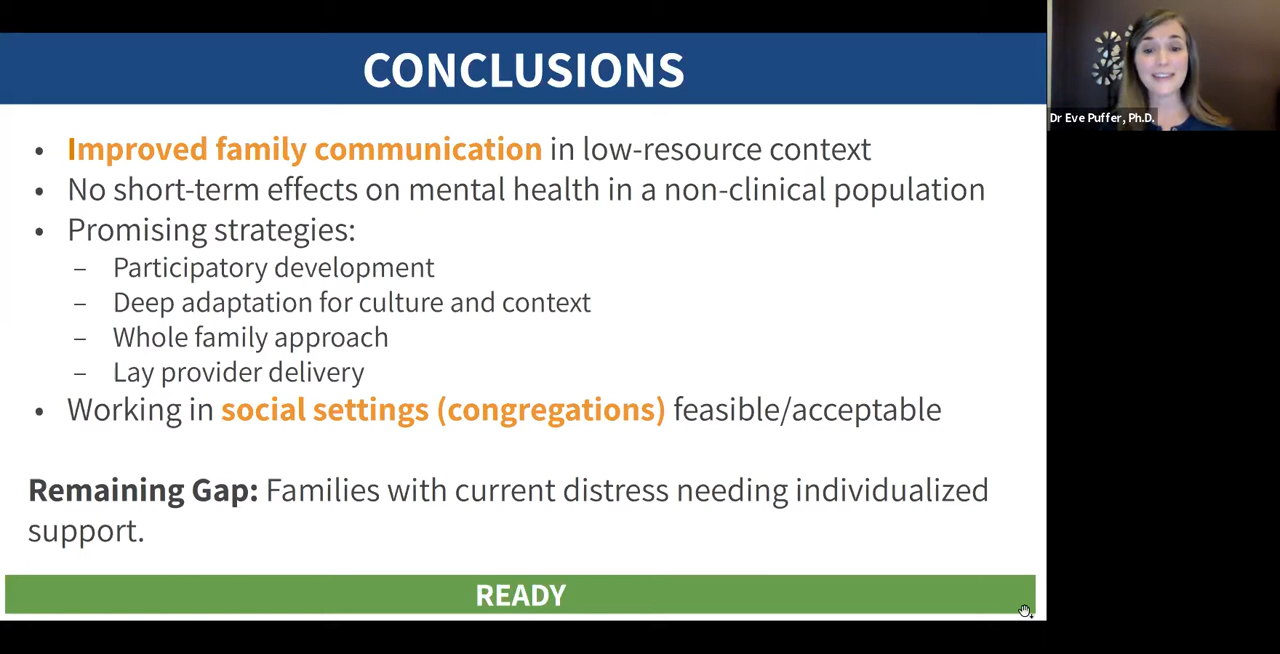 CONCLUSIONS
Dr Eve Puffer, Ph.D.
• Improved family communication in low-resource context
• No short-term effects on mental health in a non-clinical population
• Promising strategies:
– Participatory development
– Deep adaptation for culture and context
– Whole family approach
– Lay provider delivery
• Working in social settings (congregations) feasible/acceptable
Remaining Gap: Families with current distress needing individualized
support.
READY